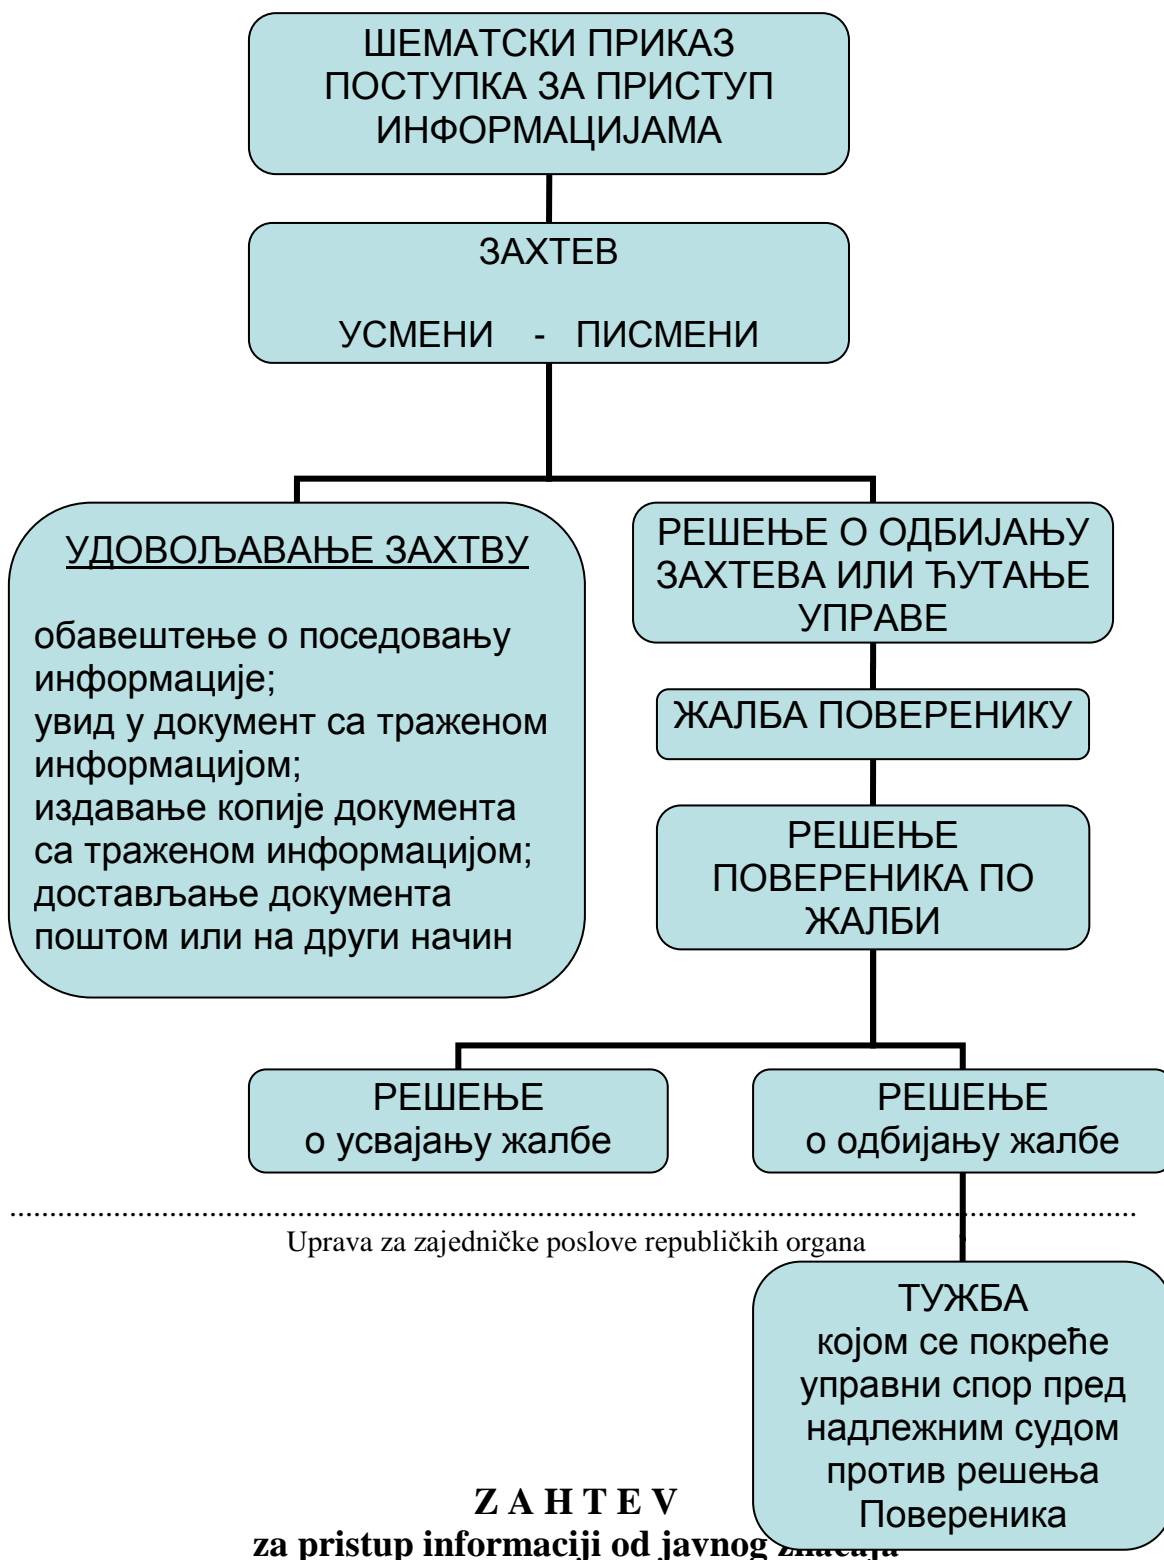 ШЕМАТСКИ ПРИКАЗ
ПОСТУПКА ЗА ПРИСТУП
ИНФОРМАЦИЈАМА
ЗАХТЕВ
УСМЕНИ - ПИСМЕНИ
УДОВОЉАВАЊЕ ЗАХТВУ
обавештење о поседовању
информације;
увид у документ са траженом
информацијом;
издавање копије документа
са траженом информацијом;
достављање документа
поштом или на други начин
РЕШЕЊЕ О ОДБИЈАЊУ
ЗАХТЕВА ИЛИ ЋУТАЊЕ
УПРАВЕ
ЖАЛБА ПОВЕРЕНИКУ
РЕШЕЊЕ
ПОВЕРЕНИКА ПО
ЖАЛБИ
РЕШЕЊЕ
о усвајању жалбе
РЕШЕЊЕ
о одбијању жалбе
Uprava za zajedničke poslove republičkih organa
ТУЖБА
којом се покреће
управни спор пред
надлежним судом
против решења
Повереника
Z A H T E V
za pristup informaciji od javnog